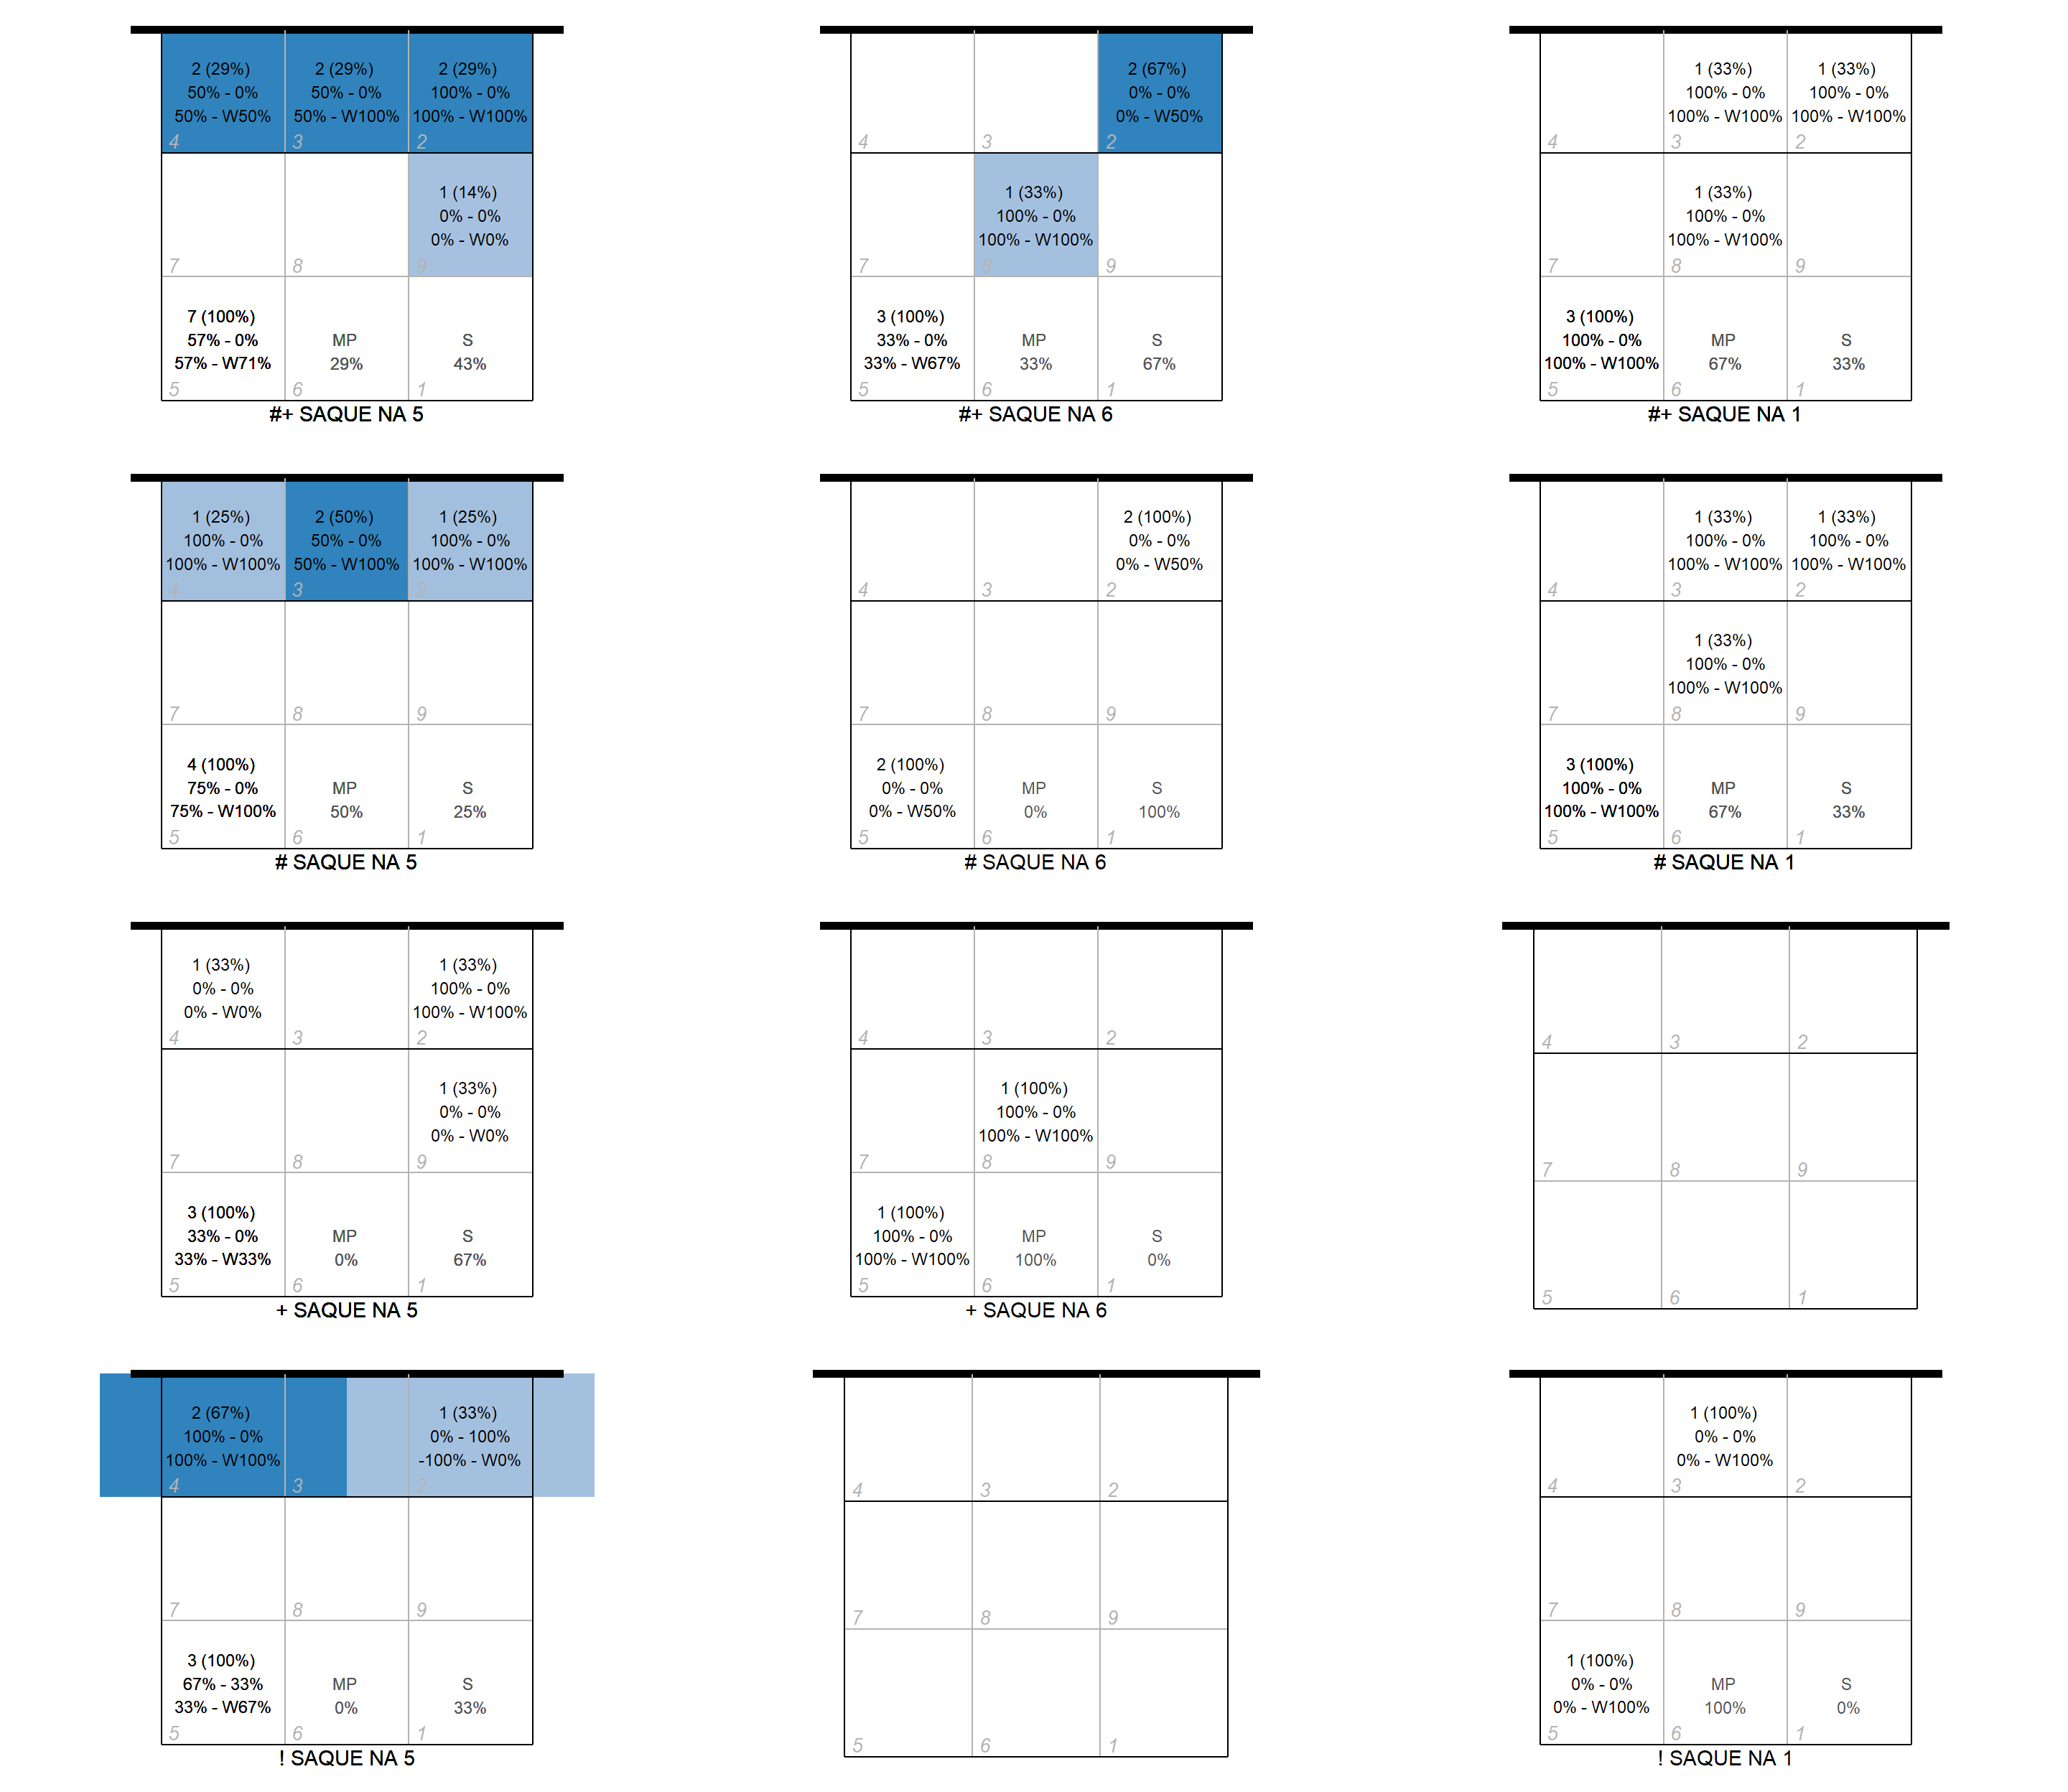 2 (29%)
50% - 0%
50% - W50%
4
2 (29%)
50% - 0%
50% - W100%
3
2 (29%)
100% - 0%
100% - W100%
2
7
8
1 (14%)
0% - 0%
0% - W0%
9
7 (100%)
57% - 0%
57% - W71%
5
MP
29%
6
S
43%
1
#+ SAQUE NA 5
4
3
2 (67%)
0% - 0%
0% - W50%
2
7
1 (33%)
100% - 0%
100% - W100%
8
9
3 (100%)
33% - 0%
33% - W67%
5
MP
33%
6
S
67%
1
#+ SAQUE NA 6
4
1 (33%)
100% - 0%
100% - W100%
3
1 (33%)
100% - 0%
100% - W100%
2
7
1 (33%)
100% - 0%
100% - W100%
8
9
3 (100%)
100% - 0%
100% - W100%
5
MP
67%
6
S
33%
1
#+ SAQUE NA 1
1 (25%)
100% - 0%
100% - W100%
4
2 (50%)
50% - 0%
50% - W100%
3
1 (25%)
100% - 0%
100% - W100%
2
7
8
9
4 (100%)
75% - 0%
75% - W100%
5
MP
50%
6
S
25%
1
# SAQUE NA 5
4
3
2 (100%)
0% - 0%
0% - W50%
2
7
8
9
2 (100%)
0% - 0%
0% - W50%
5
MP
0%
6
S
100%
1
# SAQUE NA 6
4
1 (33%)
100% - 0%
100% - W100%
3
1 (33%)
100% - 0%
100% - W100%
2
7
1 (33%)
100% - 0%
100% - W100%
8
9
3 (100%)
100% - 0%
100% - W100%
5
MP
67%
6
S
33%
1
# SAQUE NA 1
1 (33%)
0% - 0%
0% - W0%
4
3
1 (33%)
100% - 0%
100% - W100%
2
7
8
1 (33%)
0% - 0%
0% - W0%
9
3 (100%)
33% - 0%
33% - W33%
5
MP
0%
6
S
67%
1
+ SAQUE NA 5
4
3
2
7
1 (100%)
100% - 0%
100% - W100%
8
9
1 (100%)
100% - 0%
100% - W100%
5
MP
100%
6
S
0%
1
+ SAQUE NA 6
4
3
2
7
8
9
5
6
1
2 (67%)
100% - 0%
100% - W100%
4
3
1 (33%)
0% - 100%
-100% - W0%
2
7
8
9
3 (100%)
67% - 33%
33% - W67%
5
MP
0%
6
S
33%
1
! SAQUE NA 5
4
3
2
7
8
9
5
6
1
4
1 (100%)
0% - 0%
0% - W100%
3
2
7
8
9
1 (100%)
0% - 0%
0% - W100%
5
MP
100%
6
S
0%
1
! SAQUE NA 1